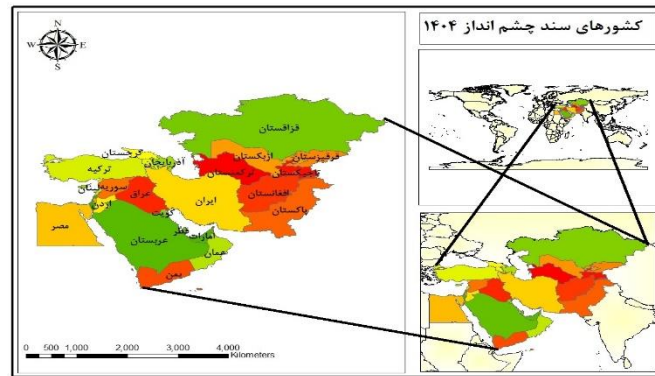 کشورهای سند چشم انداز ۱۴۰۴
N
W
E
S
قزاقستان
گرجستان
آذربایجان
ازبکستان
قرقیزستان
ترکیه
ترکمنستان
تاجیکستان
لبنان
سوریه
عراق
ایران
افغانستان
اردن
کویت
پاکستان
مصر
قطر
امارات
عربستان
عمان
یمن
0 500 1,000 2,000 3,000 4,000
Kilometers